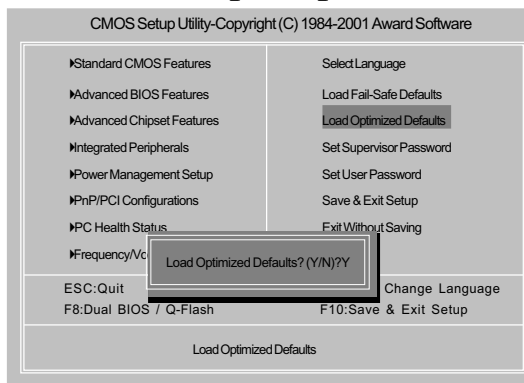 CMOS Setup Utility-Copyright (C) 1984-2001 Award Software
Standard CMOS Features
Advanced BIOS Features
Advanced Chipset Features
Integrated Peripherals
Power Management Setup
PnP/PCI Configurations
PC Health Status
Frequency/Vo
Select Language
Load Fail-Safe Defaults
Load Optimized Defaults
Set Supervisor Password
Set User Password
Save & Exit Setup
Exit Without Saving
Load Optimized Defaults? (Y/N)?Y
ESC:Quit Change Language
F8:Dual BIOS / Q-Flash F10:Save & Exit Setup
Load Optimized Defaults